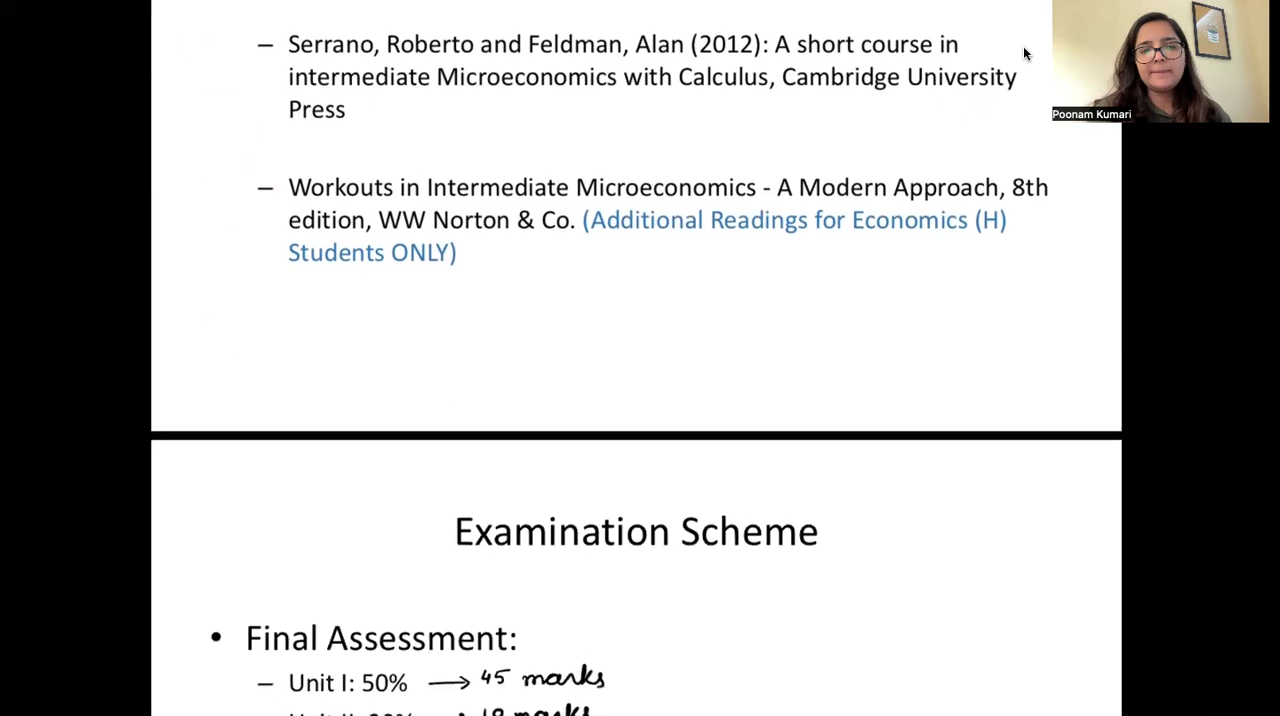 – Serrano, Roberto and Feldman, Alan (2012): A short course in
intermediate Microeconomics with Calculus, Cambridge University
Press
Poonam Kumari
– Workouts in Intermediate Microeconomics - A Modern Approach, 8th
edition, WW Norton & Co. (Additional Readings for Economics (H)
Students ONLY)
Examination Scheme
• Final Assessment:
– Unit I: 50% → 45 marks